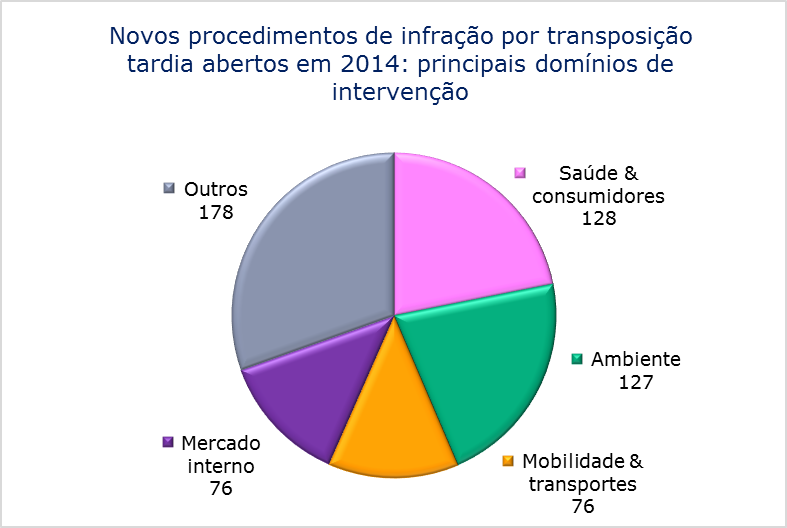 Novos procedimentos de infração por transposição
tardia abertos em 2014: principais domínios de
intervenção
Outros
178
Saúde &
consumidores
128
Ambiente
127
Mercado
interno
76
Mobilidade &
transportes
76